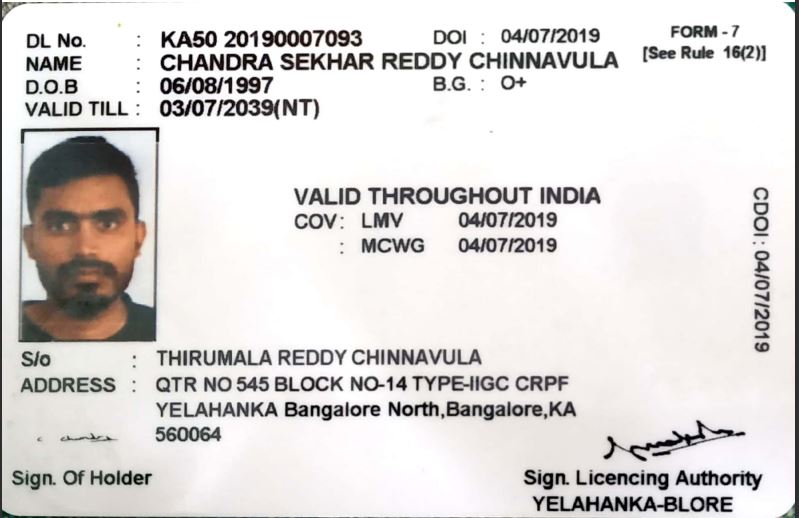 DL No. : KA50 20190007093 DOI : 04/07/2019 FORM - 7
NAME : CHANDRA SEKHAR REDDY CHINNAVULA [See Rule 16(2)]
D.O.B : 06/08/1997 B.G. : O+
VALID TILL : 03/07/2039(NT)
VALID THROUGHOUT INDIA
COV: LMV 04/07/2019
: MCWG 04/07/2019
CDOI: 04/07/2019
S/o : THIRUMALA REDDY CHINNAVULA
ADDRESS : QTR NO 545 BLOCK NO-14 TYPE-IIGC CRPF
YELAHANKA Bangalore North,Bangalore,KA
560064
Sign. Of Holder
Sign. Licencing Authority
YELAHANKA-BLORE